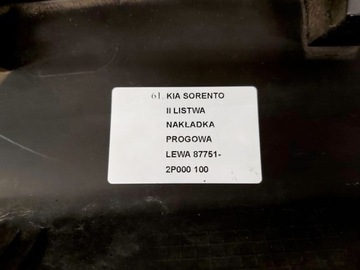 61. KIA SORENTO
II LISTWA
NAKŁADKA
PROGOWA
LEWA 87751-
2P000 100